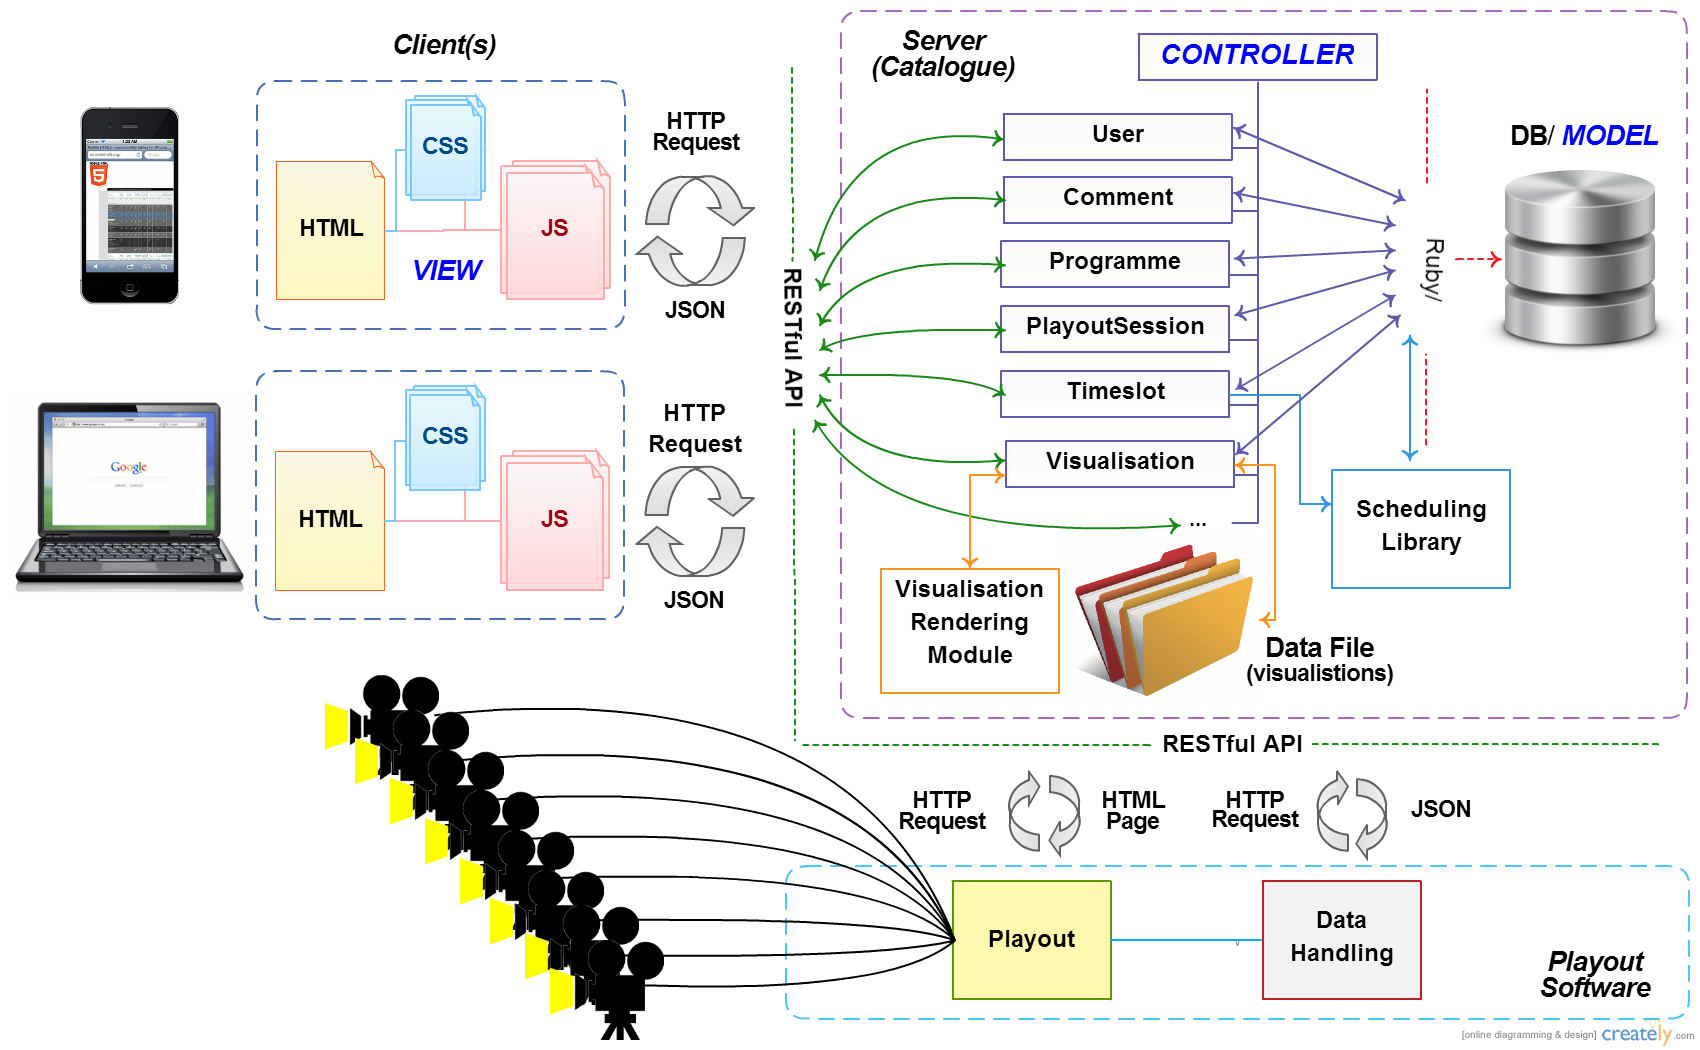 Client(s)
Server
(Catalogue)
CONTROLLER
HTML
CSS
JS
VIEW
HTTP
Request
JSON
HTML
CSS
JS
HTTP
Request
JSON
Google
RESTful API
User
Comment
Programme
PlayoutSession
Timeslot
Visualisation
...
Ruby/
DB/ MODEL
Scheduling
Library
Visualisation
Rendering
Module
Data File
(visualistions)
RESTful API
HTTP
Request
HTML
Page
HTTP
Request
JSON
Playout
Data
Handling
Playout
Software
[online diagramming & design] creately.com